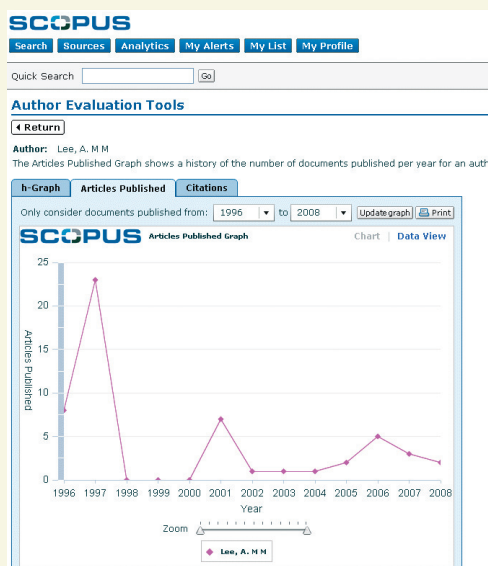 SCOPUS
Search Sources Analytics My Alerts My List My Profile
Quick Search Go
Author Evaluation Tools
Return
Author: Lee, A. M M
The Articles Published Graph shows a history of the number of documents published per year for an auth
h-Graph Articles Published Citations
Only consider documents published from: 1996 to 2008 Update graph Print
SCOPUS Articles Published Graph Chart | Data View
25
20
15
10
5
0
Articles Published
1996 1997 1998 1999 2000 2001 2002 2003 2004 2005 2006 2007 2008
Year
Zoom
Lee, A. M M